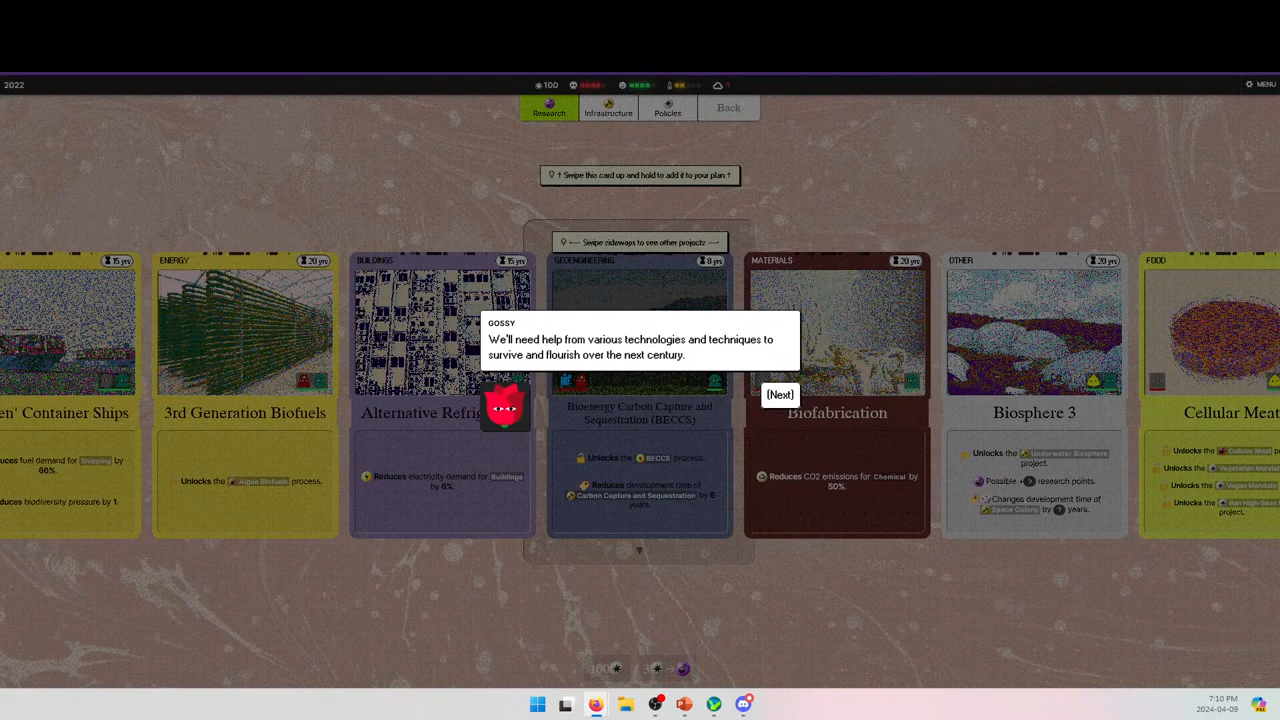 2022
100
MENU
Research
Infrastructure
Policies
Back
↑ Swipe this card up and hold to add it to your plan ↑
⟵ Swipe sideways to see other projects ⟶
15 yrs
ENERGY
20 yrs
BUILDINGS
15 yrs
GEOENGINEERING
8 yrs
MATERIALS
20 yrs
OTHER
20 yrs
FOOD
GOSSY
We'll need help from various technologies and techniques to
survive and flourish over the next century.
(Next)
Container Ships
3rd Generation Biofuels
Alternative
Bioenergy Carbon Capture and
Sequestration (BECCS)
Biofabrication
Biosphere 3
Cellular Meat
fuel demand for Shipping by
66%.
biodiversity pressure by 1.
Unlocks the Algae Biofuels process.
Reduces electricity demand for Buildings
by 6%.
Unlocks the BECCS process.
Reduces development time of
Carbon Capture and Sequestration by 6
years.
Reduces CO2 emissions for Chemical by
50%.
Unlocks the Underwater Biosphere
project.
Possible +? research points.
Changes development time of
Space Colony by ? years.
Unlocks the Cellular Meat
Unlocks the Vegetarian
Unlocks the Vegan Mandate
Unlocks the Ban High-Seas
project.
100
7:10 PM
2024-04-09